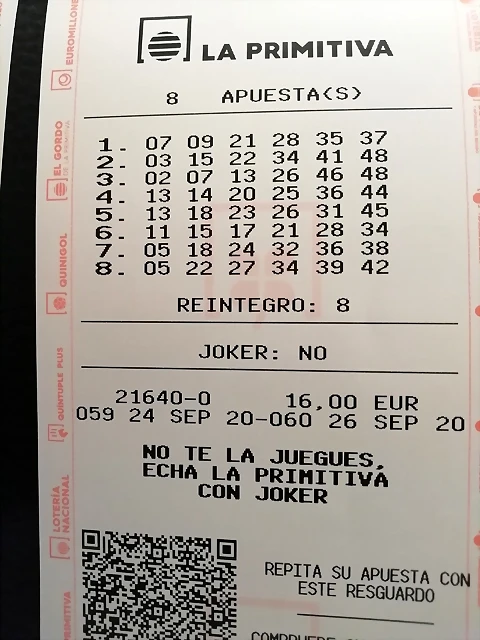 LA PRIMITIVA
8 APUESTA(S)
1. 07 09 21 28 35 37
2. 03 15 22 34 41 48
3. 02 07 13 26 46 48
4. 13 14 20 25 36 44
5. 13 18 23 26 31 45
6. 11 15 17 21 28 34
7. 05 18 24 32 36 38
8. 05 22 27 34 39 42
REINTEGRO: 8
JOKER: NO
21640-0 16,00 EUR
059 24 SEP 20-060 26 SEP 20
NO TE LA JUEGUES,
ECHA LA PRIMITIVA
CON JOKER
REPITA SU APUESTA CON
ESTE RESGUARDO
EUROMILLONES
EL GORDO
DE LA PRIMITIVA
QUINIGOL
QUINTUPLE PLUS
LOTERÍA
NACIONAL
PRIMITIVA